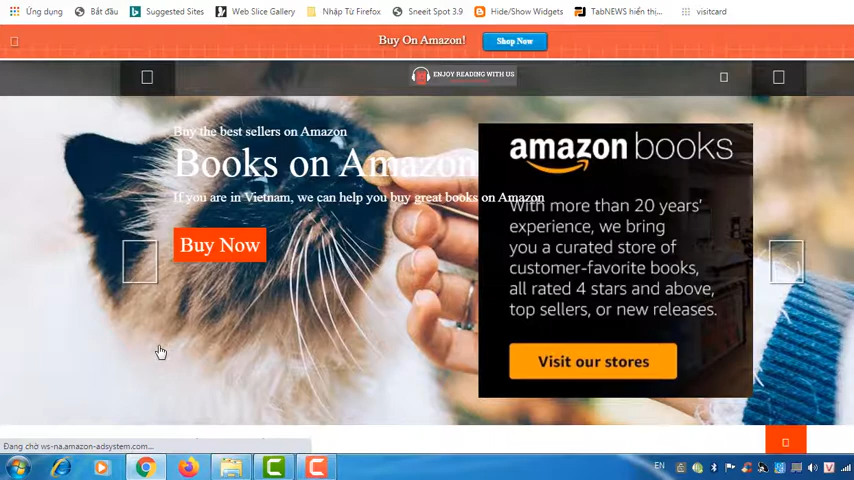 Ứng dụng Bắt đầu Suggested Sites Web Slice Gallery Nhập Từ Firefox Sneeit Spot 3.9 Hide/Show Widgets TabNEWS hiển thị... visitcard
Buy On Amazon! Shop Now
ENJOY READING WITH US
Buy the best sellers on Amazon
Books on Amazon
If you are in Vietnam, we can help you buy great books on Amazon
Buy Now
amazon books
With more than 20 years'
experience, we bring
you a curated store of
customer-favorite books,
all rated 4 stars and above,
top sellers, or new releases.
Visit our stores
Đang chờ ws-na.amazon-adsystem.com...
EN